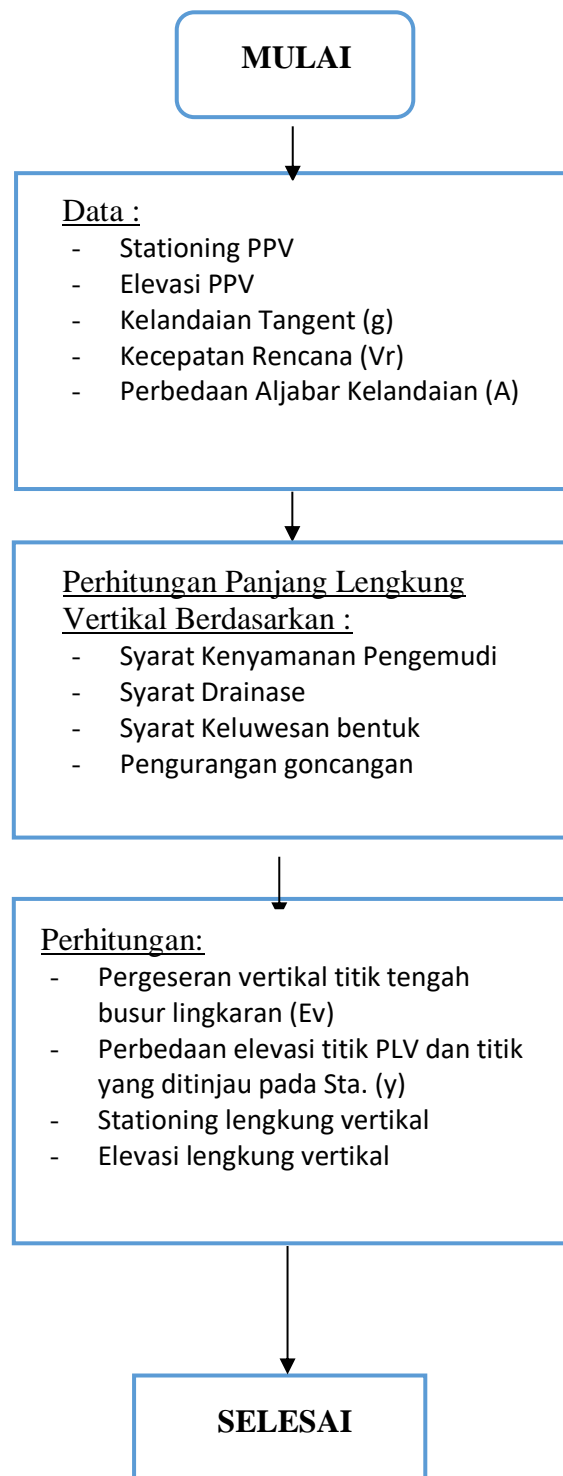 MULAI
Data :
- Stationing PPV
- Elevasi PPV
- Kelandaian Tangent (g)
- Kecepatan Rencana (Vr)
- Perbedaan Aljabar Kelandaian (A)
Perhitungan Panjang Lengkung
Vertikal Berdasarkan :
- Syarat Kenyamanan Pengemudi
- Syarat Drainase
- Syarat Keluwesan bentuk
- Pengurangan goncangan
Perhitungan:
- Pergeseran vertikal titik tengah
busur lingkaran (Ev)
- Perbedaan elevasi titik PLV dan titik
yang ditinjau pada Sta. (y)
- Stationing lengkung vertikal
- Elevasi lengkung vertikal
SELESAI